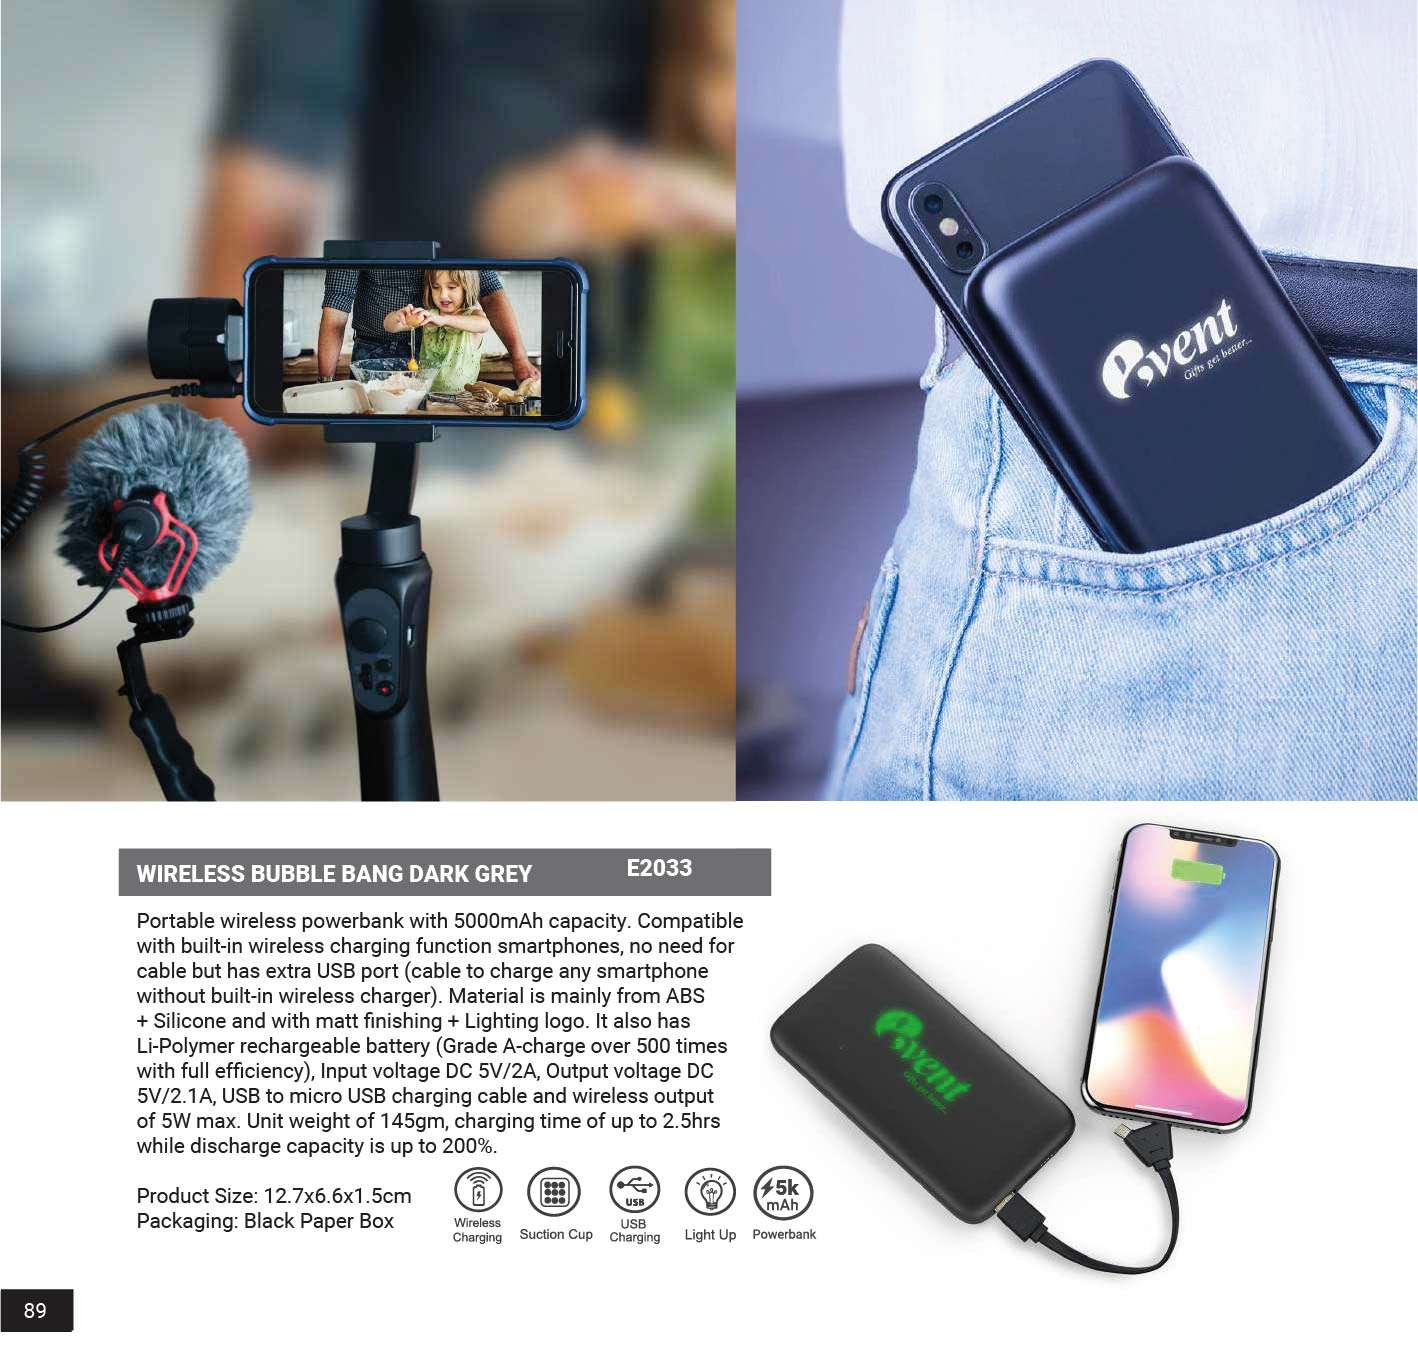 event
Gifts get better...
WIRELESS BUBBLE BANG DARK GREY E2033
Portable wireless powerbank with 5000mAh capacity. Compatible
with built-in wireless charging function smartphones, no need for
cable but has extra USB port (cable to charge any smartphone
without built-in wireless charger). Material is mainly from ABS
+ Silicone and with matt finishing + Lighting logo. It also has
Li-Polymer rechargeable battery (Grade A-charge over 500 times
with full efficiency), Input voltage DC 5V/2A, Output voltage DC
5V/2.1A, USB to micro USB charging cable and wireless output
of 5W max. Unit weight of 145gm, charging time of up to 2.5hrs
while discharge capacity is up to 200%.
event
Gifts get better...
Product Size: 12.7x6.6x1.5cm
Packaging: Black Paper Box
Wireless
Charging
Suction Cup
USB
USB
Charging
Light Up
5k
mAh
Powerbank
89